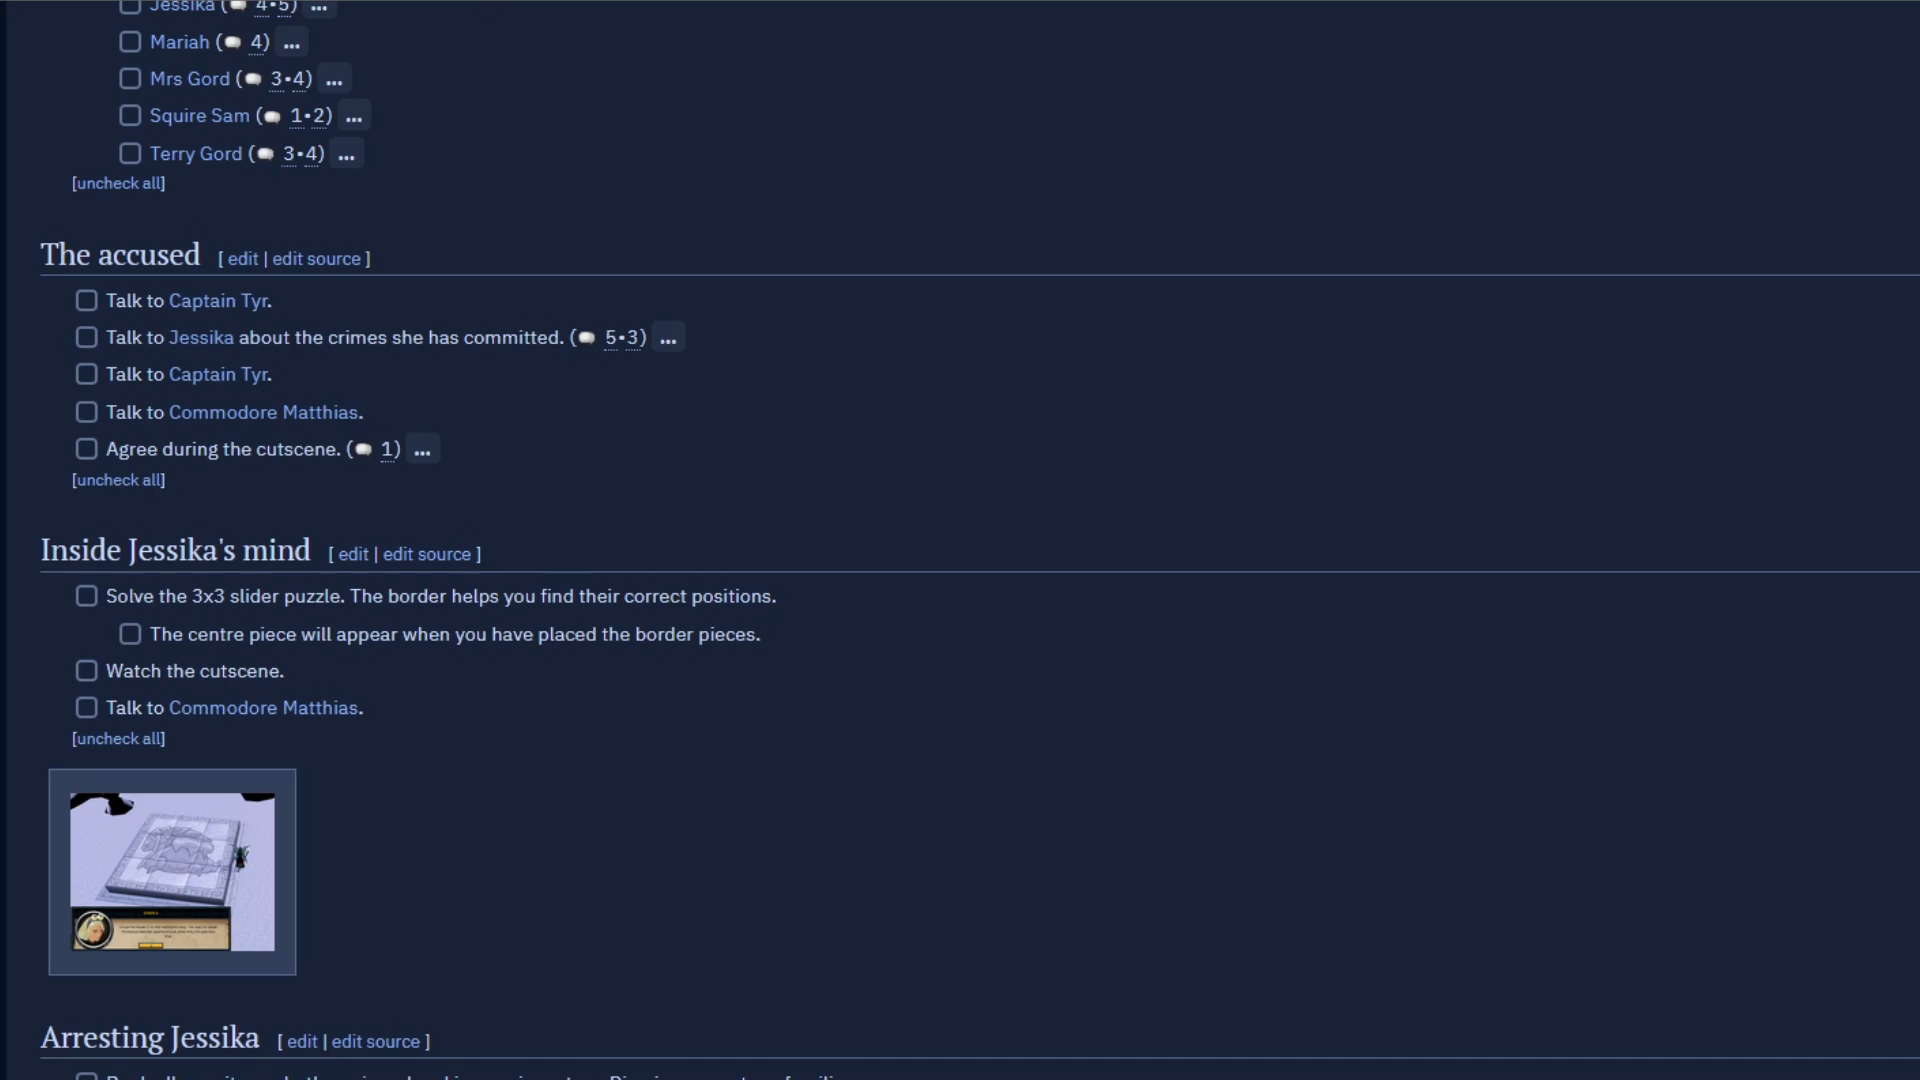 Jessika (4•5) ...
Mariah (4) ...
Mrs Gord (3•4) ...
Squire Sam (1•2) ...
Terry Gord (3•4) ...
[uncheck all]
The accused [ edit | edit source ]
Talk to Captain Tyr.
Talk to Jessika about the crimes she has committed. (5•3) ...
Talk to Captain Tyr.
Talk to Commodore Matthias.
Agree during the cutscene. (1) ...
[uncheck all]
Inside Jessika's mind [ edit | edit source ]
Solve the 3x3 slider puzzle. The border helps you find their correct positions.
The centre piece will appear when you have placed the border pieces.
Watch the cutscene.
Talk to Commodore Matthias.
[uncheck all]
Arresting Jessika [ edit | edit source ]